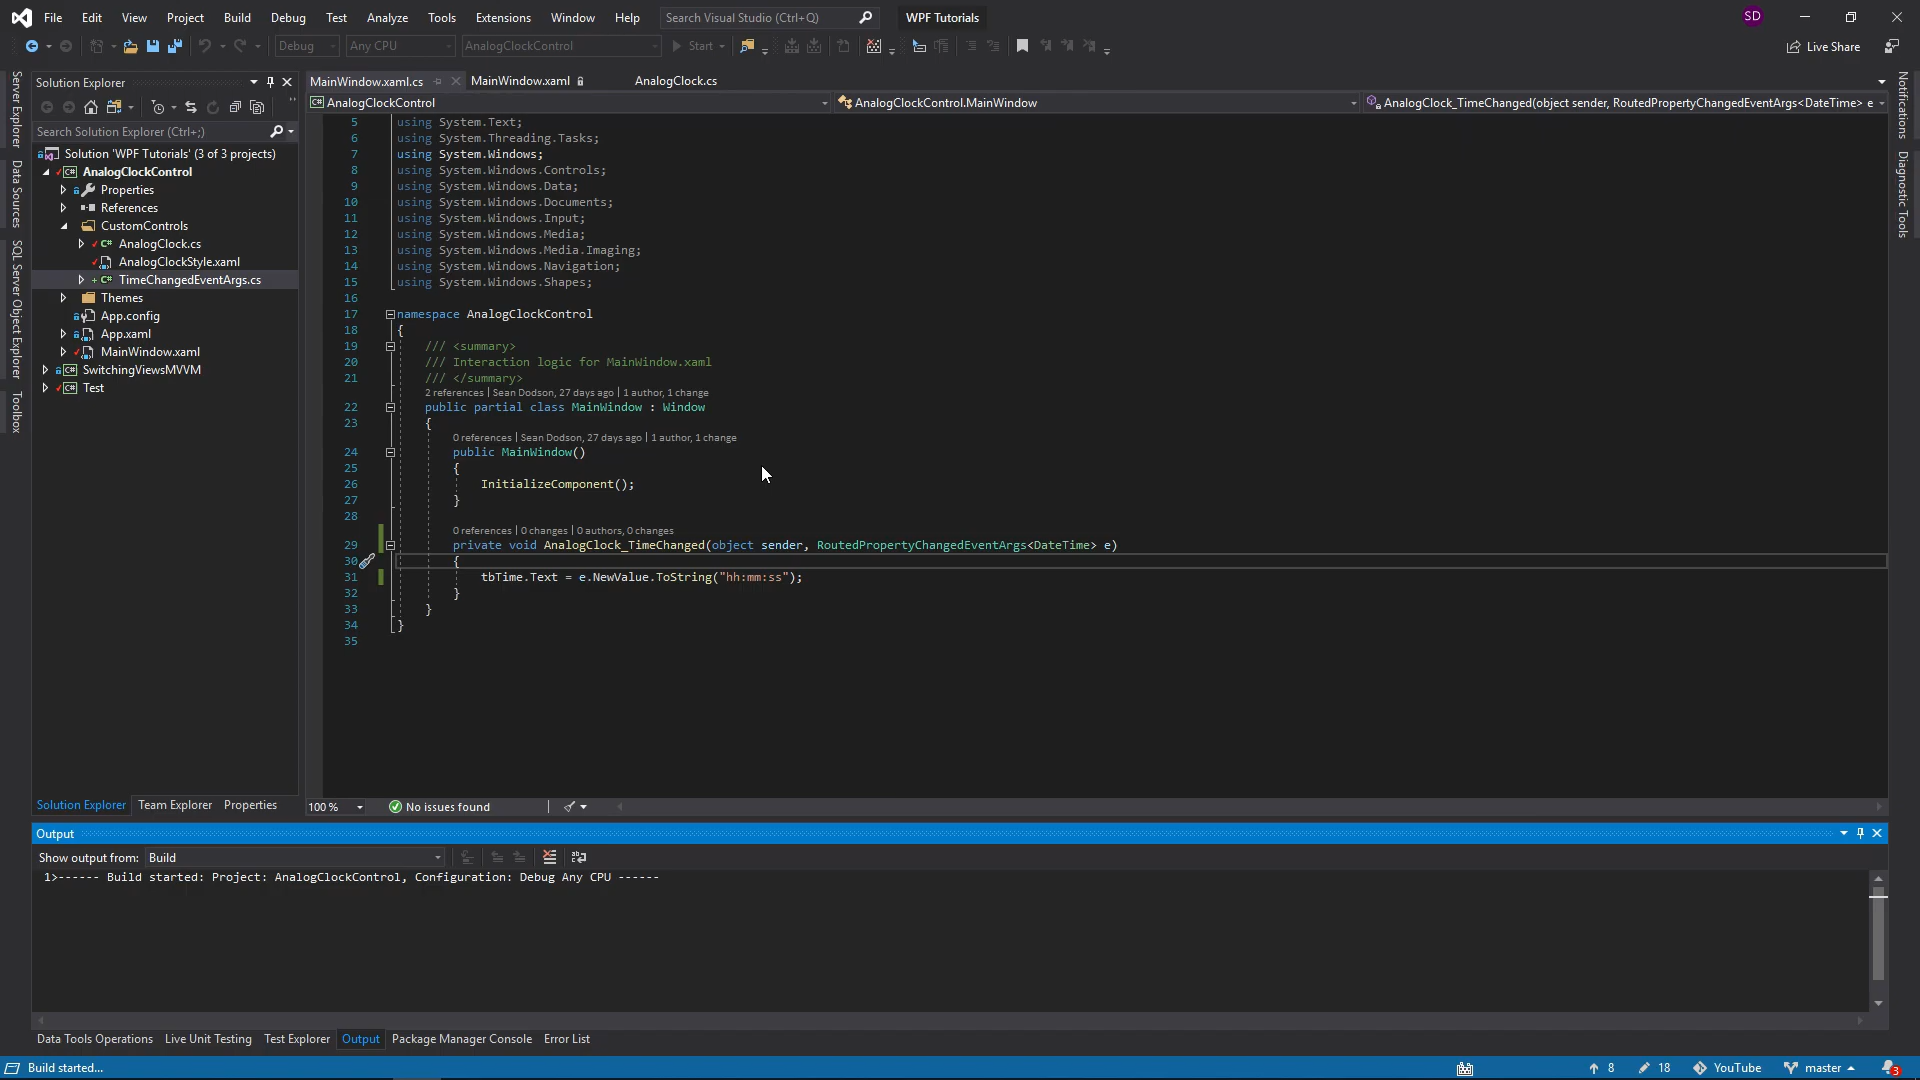 File Edit View Project Build Debug Test Analyze Tools Extensions Window Help Search Visual Studio (Ctrl+Q) WPF Tutorials SD
Debug Any CPU AnalogClockControl Start Live Share
Server Explorer
Data Sources
SQL Server Object Explorer
Toolbox
Solution Explorer
Search Solution Explorer (Ctrl+;)
Solution 'WPF Tutorials' (3 of 3 projects)
AnalogClockControl
Properties
References
CustomControls
AnalogClock.cs
AnalogClockStyle.xaml
TimeChangedEventArgs.cs
Themes
App.config
App.xaml
MainWindow.xaml
SwitchingViewsMVVM
Test
Solution Explorer Team Explorer Properties
MainWindow.xaml.cs MainWindow.xaml AnalogClock.cs
AnalogClockControl AnalogClockControl.MainWindow AnalogClock_TimeChanged(object sender, RoutedPropertyChangedEventArgs<DateTime> e
5 using System.Text;
6 using System.Threading.Tasks;
7 using System.Windows;
8 using System.Windows.Controls;
9 using System.Windows.Data;
10 using System.Windows.Documents;
11 using System.Windows.Input;
12 using System.Windows.Media;
13 using System.Windows.Media.Imaging;
14 using System.Windows.Navigation;
15 using System.Windows.Shapes;
16
17 namespace AnalogClockControl
18 {
19 /// <summary>
20 /// Interaction logic for MainWindow.xaml
21 /// </summary>
2 references | Sean Dodson, 27 days ago | 1 author, 1 change
22 public partial class MainWindow : Window
23 {
0 references | Sean Dodson, 27 days ago | 1 author, 1 change
24 public MainWindow()
25 {
26 InitializeComponent();
27 }
28
0 references | 0 changes | 0 authors, 0 changes
29 private void AnalogClock_TimeChanged(object sender, RoutedPropertyChangedEventArgs<DateTime> e)
30 {
31 tbTime.Text = e.NewValue.ToString("hh:mm:ss");
32 }
33 }
34 }
35
100 % No issues found
Notifications
Diagnostic Tools
Output
Show output from: Build
1>------ Build started: Project: AnalogClockControl, Configuration: Debug Any CPU ------
Data Tools Operations Live Unit Testing Test Explorer Output Package Manager Console Error List
Build started... 8 18 YouTube master 3